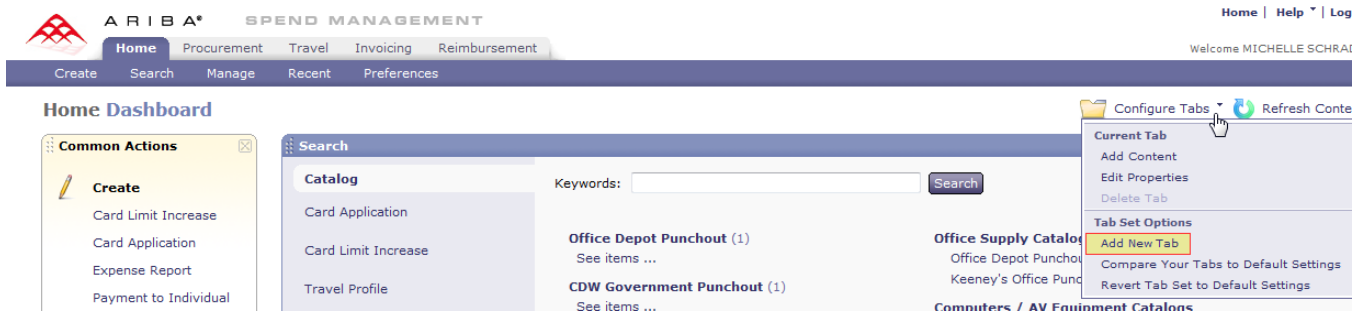 ARIBA® SPEND MANAGEMENT
Home | Help | Log
Home Procurement Travel Invoicing Reimbursement
Welcome MICHELLE SCHRAD
Create Search Manage Recent Preferences
Home Dashboard
Configure Tabs Refresh Conte
Common Actions
Create
Card Limit Increase
Card Application
Expense Report
Payment to Individual
Search
Catalog
Card Application
Card Limit Increase
Travel Profile
Keywords: Search
Office Depot Punchout (1)
See items ...
CDW Government Punchout (1)
See items ...
Office Supply Catalog
Office Depot Punchou
Keeney's Office Punc
Computers / AV Equipment Catalogs
Current Tab
Add Content
Edit Properties
Delete Tab
Tab Set Options
Add New Tab
Compare Your Tabs to Default Settings
Revert Tab Set to Default Settings